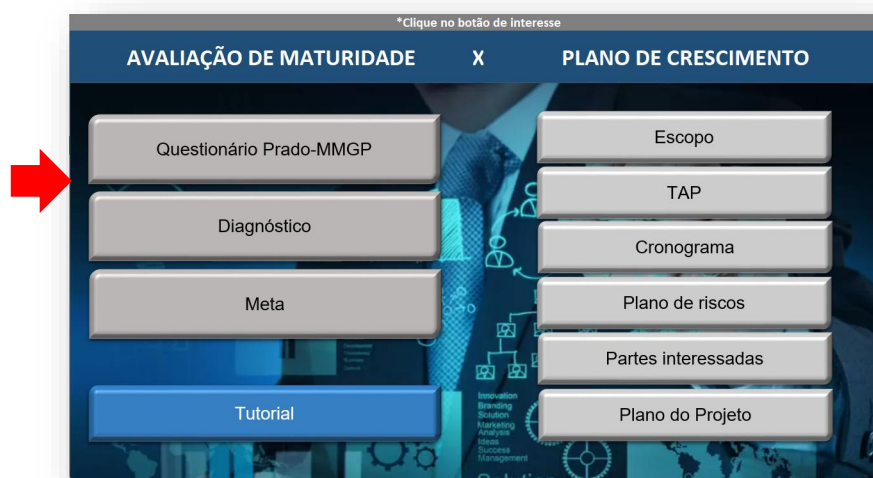 *Clique no botão de interesse
AVALIAÇÃO DE MATURIDADE X PLANO DE CRESCIMENTO
Questionário Prado-MMGP
Diagnóstico
Meta
Tutorial
Escopo
TAP
Cronograma
Plano de riscos
Partes interessadas
Plano do Projeto
Innovation
Branding
Solution
Marketing
Analysis
Ideas
Success
Management